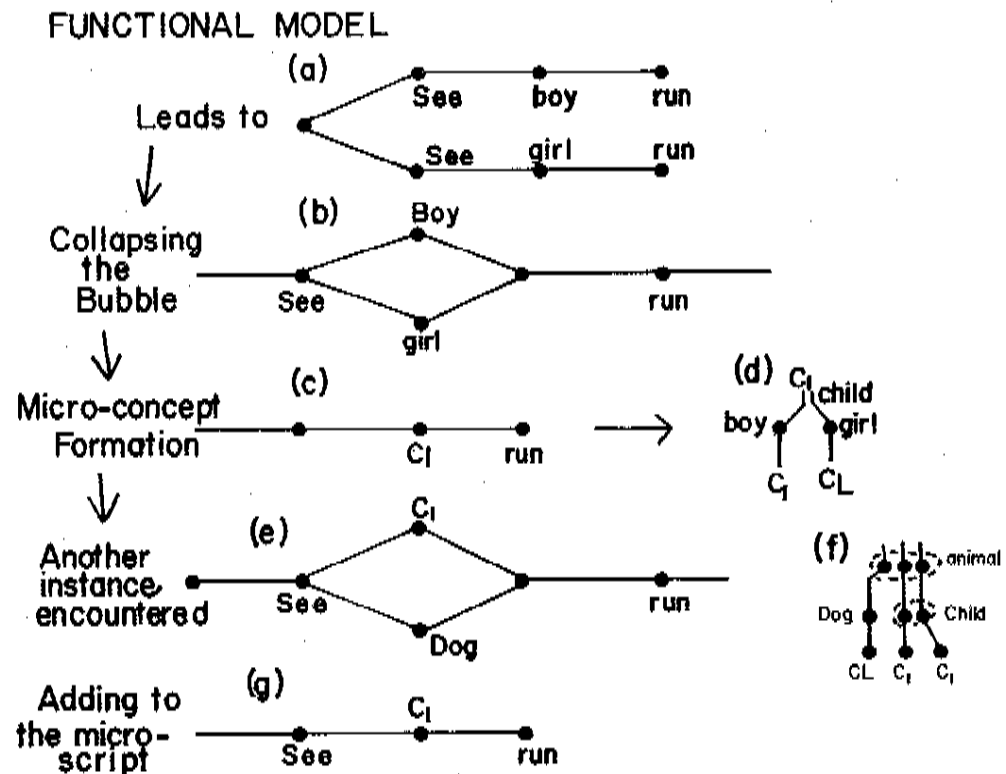 FUNCTIONAL MODEL
(a)
See boy run
Leads to
See girl run
(b)
Boy
Collapsing
the
Bubble
See
run
girl
(c)
Micro-concept
Formation
C₁ run
(d)
C₁ child
boy girl
C₁ CL
(e)
C₁
Another
instance
encountered
See
run
Dog
(f)
animal
Dog Child
CL C₁ C₁
(g)
Adding to
the micro-
script
C₁
See
run